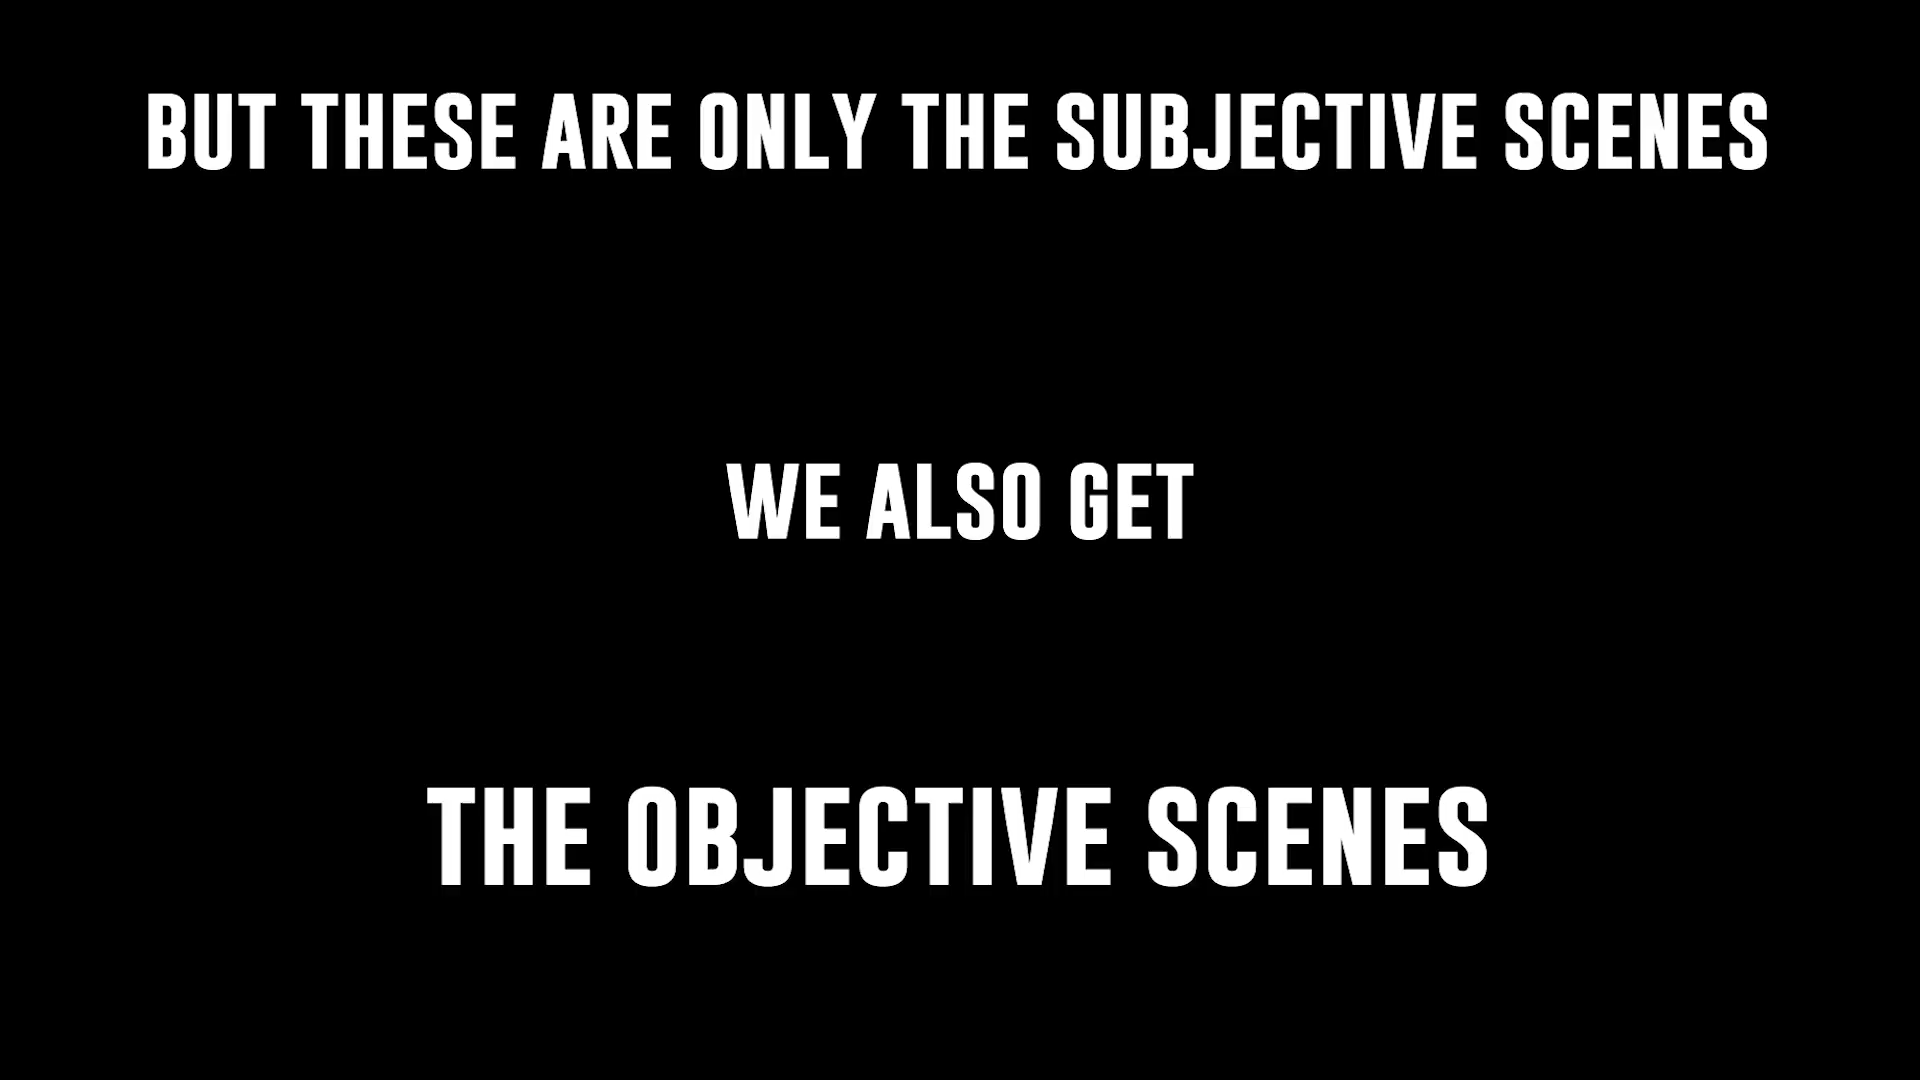 BUT THESE ARE ONLY THE SUBJECTIVE SCENES
WE ALSO GET
THE OBJECTIVE SCENES